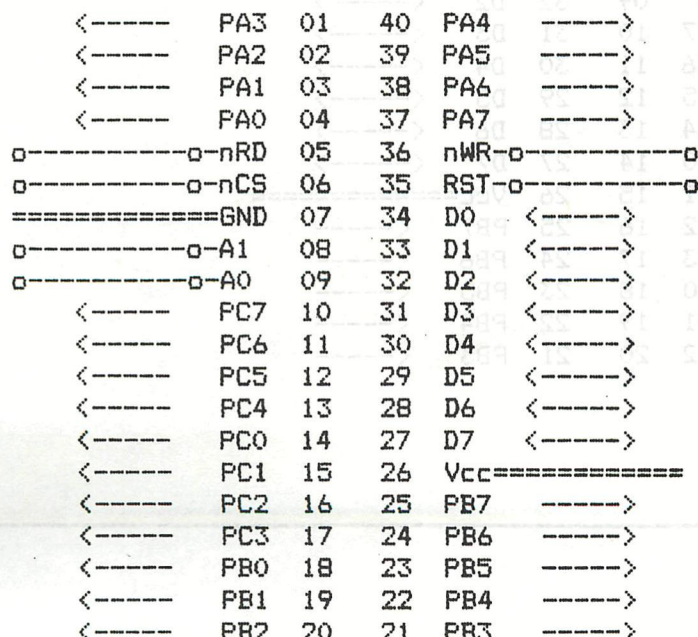 <----- PA3 01 40 PA4 ----->
<----- PA2 02 39 PA5 ----->
<----- PA1 03 38 PA6 ----->
<----- PA0 04 37 PA7 ----->
o----------o-nRD 05 36 nWR-o----------o
o----------o-nCS 06 35 RST-o----------o
=============GND 07 34 D0 <---->
o----------o-A1 08 33 D1 <---->
o----------o-A0 09 32 D2 <---->
<----- PC7 10 31 D3 <---->
<----- PC6 11 30 D4 <---->
<----- PC5 12 29 D5 <---->
<----- PC4 13 28 D6 <---->
<----- PC0 14 27 D7 <---->
<----- PC1 15 26 Vcc============
<----- PC2 16 25 PB7 ----->
<----- PC3 17 24 PB6 ----->
<----- PB0 18 23 PB5 ----->
<----- PB1 19 22 PB4 ----->
<----- PB2 20 21 PB3 ----->